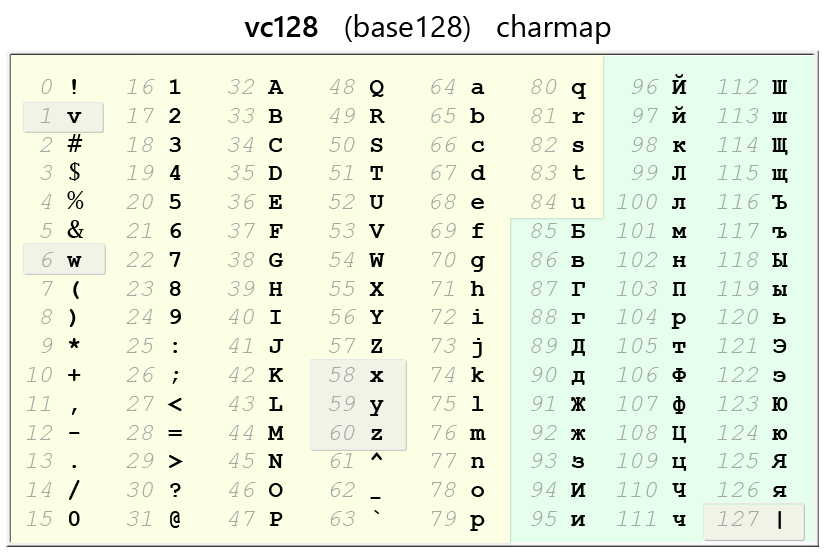 vc128 (base128) charmap
0 ! 16 1 32 A 48 Q 64 a 80 q 96 Й 112 Ш
1 v 17 2 33 B 49 R 65 b 81 r 97 й 113 ш
2 # 18 3 34 C 50 S 66 c 82 s 98 к 114 Щ
3 $ 19 4 35 D 51 T 67 d 83 t 99 Л 115 щ
4 % 20 5 36 E 52 U 68 e 84 u 100 л 116 Ъ
5 & 21 6 37 F 53 V 69 f 85 Б 101 м 117 ъ
6 w 22 7 38 G 54 W 70 g 86 в 102 н 118 Ы
7 ( 23 8 39 H 55 X 71 h 87 Г 103 П 119 ы
8 ) 24 9 40 I 56 Y 72 i 88 г 104 р 120 ь
9 * 25 : 41 J 57 Z 73 j 89 Д 105 т 121 Э
10 + 26 ; 42 K 58 x 74 k 90 д 106 Ф 122 э
11 , 27 < 43 L 59 y 75 l 91 Ж 107 ф 123 Ю
12 - 28 = 44 M 60 z 76 m 92 ж 108 Ц 124 ю
13 . 29 > 45 N 61 ^ 77 n 93 з 109 ц 125 Я
14 / 30 ? 46 O 62 _ 78 o 94 И 110 Ч 126 я
15 0 31 @ 47 P 63 ` 79 p 95 и 111 ч 127 |